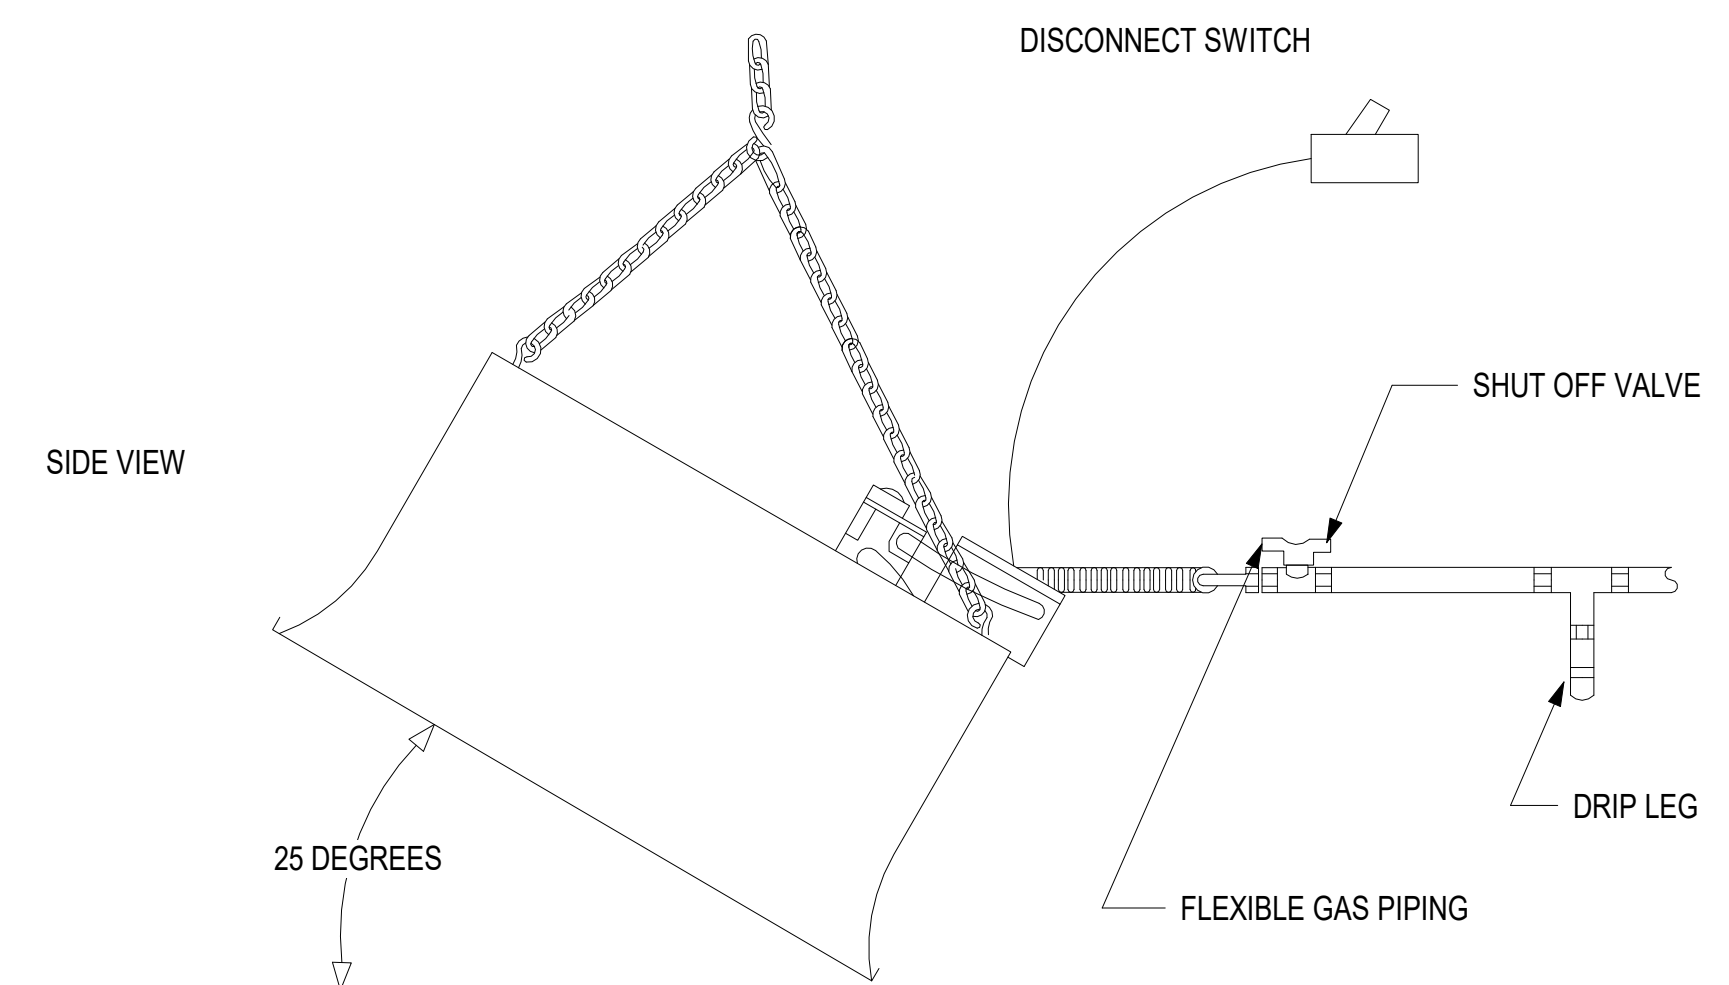 DISCONNECT SWITCH
SHUT OFF VALVE
SIDE VIEW
DRIP LEG
25 DEGREES
FLEXIBLE GAS PIPING